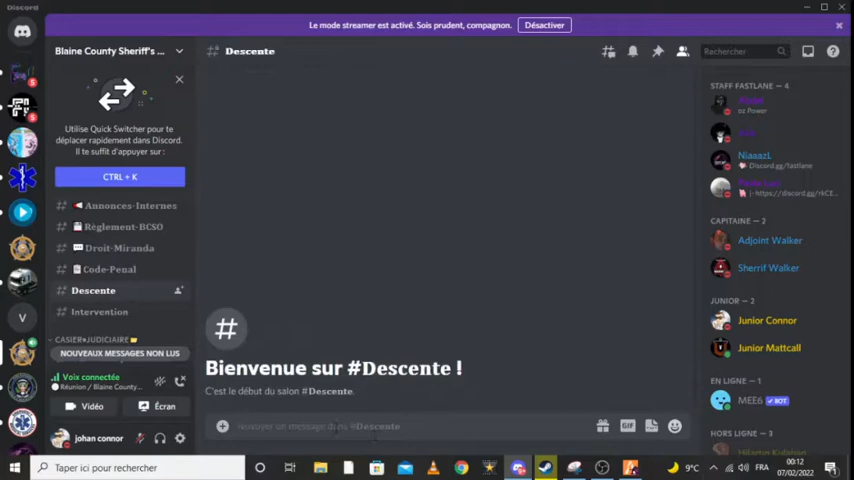 Discord
Le mode streamer est activé. Sois prudent, compagnon.
Désactiver
Blaine County Sheriff's ...
Descente
Rechercher
Utilise Quick Switcher pour te
déplacer rapidement dans Discord.
Il te suffit d'appuyer sur :
CTRL + K
Annonces-Internes
Règlement-BCSO
Droit-Miranda
Code-Penal
Descente
Intervention
CASIER•JUDICIAIRE
NOUVEAUX MESSAGES NON LUS
Voix connectée
Réunion / Blaine County...
Vidéo
Écran
johan connor
Bienvenue sur #Descente !
C'est le début du salon #Descente.
Envoyer un message dans #Descente
GIF
STAFF FASTLANE — 4
oz Power
NiaaazL
Discord.gg/fastlane
CAPITAINE — 2
Adjoint Walker
Sherrif Walker
JUNIOR — 2
Junior Connor
Junior Mattcall
EN LIGNE — 1
MEE6 BOT
HORS LIGNE —
V
Taper ici pour rechercher
9°C
FRA
00:12
07/02/2022